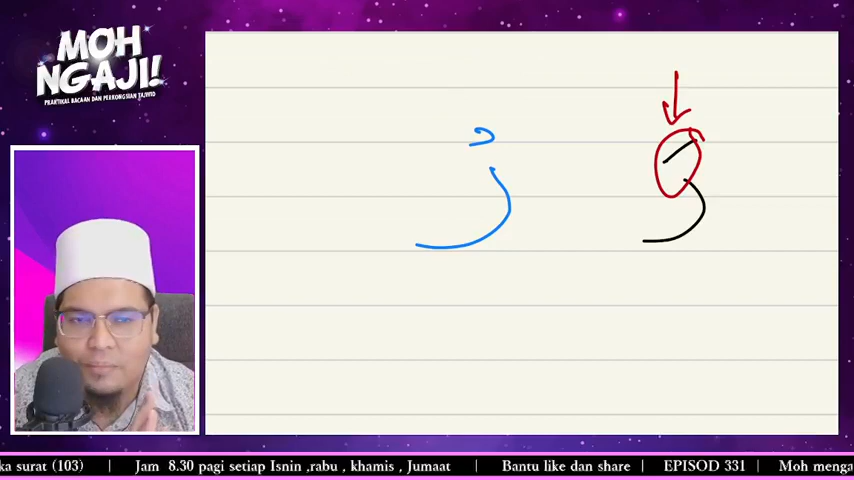 MOH
NGAJI!
PRAKTIKAL BACAAN DAN PERKONGSIAN TAJWID
رَ رْ
ka surat (103) | Jam 8.30 pagi setiap Isnin ,rabu , khamis , Jumaat | Bantu like dan share | EPISOD 331 | Moh menga